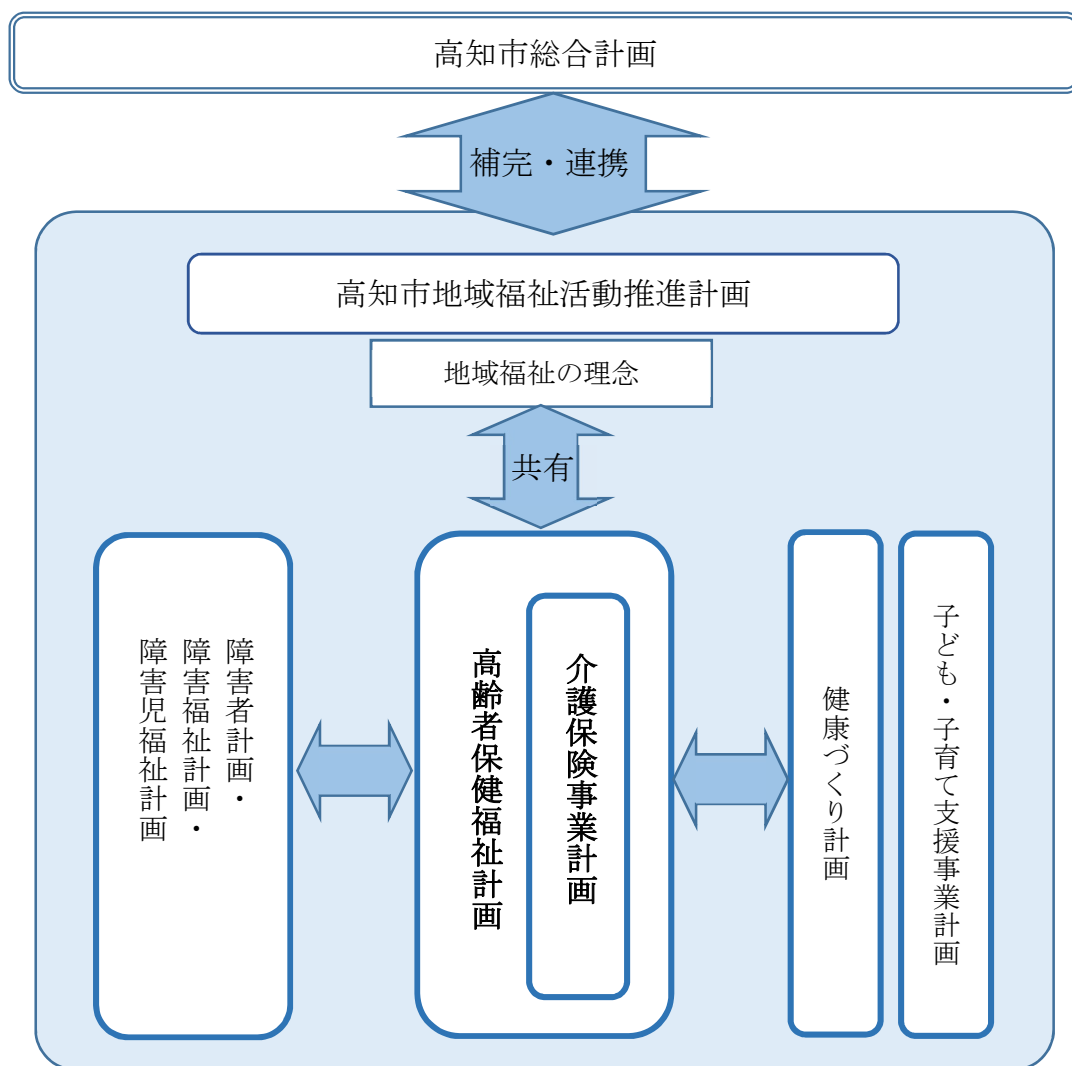 高知市総合計画
補完・連携
高知市地域福祉活動推進計画
地域福祉の理念
共有
障害者計画・
障害福祉計画・
障害児福祉計画
高齢者保健福祉計画
介護保険事業計画
健康づくり計画
子ども・子育て支援事業計画